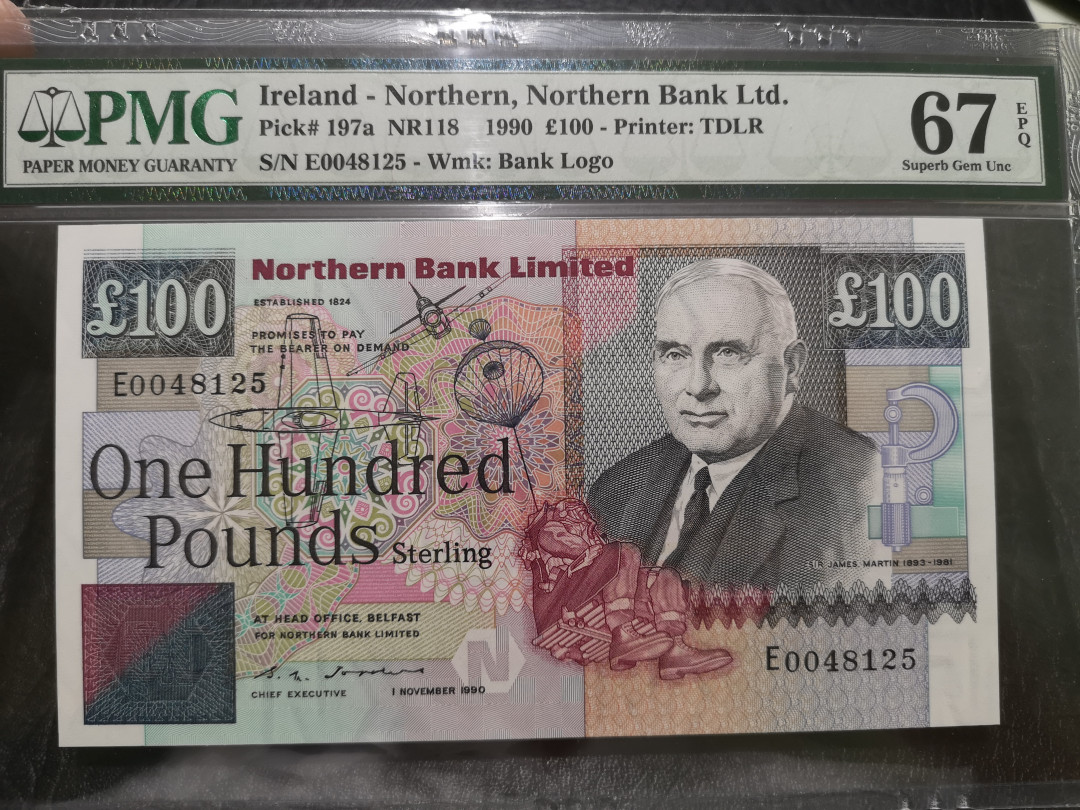 PMG
PAPER MONEY GUARANTY
Ireland - Northern, Northern Bank Ltd.
Pick# 197a NR118 1990 £100 - Printer: TDLR
S/N E0048125 - Wmk: Bank Logo
67
EPQ
Superb Gem Unc
Northern Bank Limited
£100
£100
ESTABLISHED 1824
PROMISES TO PAY
THE BEARER ON DEMAND
E0048125
One Hundred
Pounds Sterling
SIR JAMES MARTIN 1893-1981
AT HEAD OFFICE, BELFAST
FOR NORTHERN BANK LIMITED
N
E0048125
CHIEF EXECUTIVE
1 NOVEMBER 1990